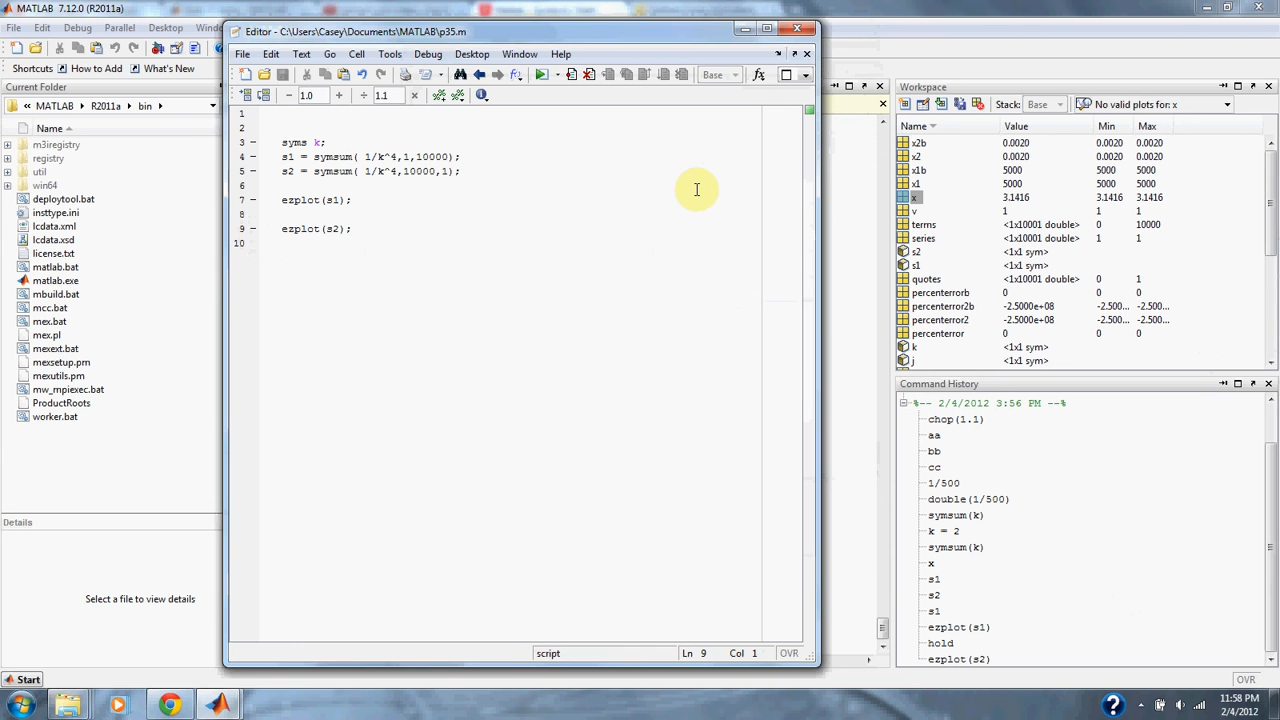 MATLAB 7.12.0 (R2011a)
File Edit Debug Parallel Desktop
Shortcuts How to Add What's New
Current Folder
MATLAB R2011a bin
Name
m3iregistry
registry
util
win64
deploytool.bat
insttype.ini
lcdata.xml
lcdata.xsd
license.txt
matlab.bat
matlab.exe
mbuild.bat
mcc.bat
mex.bat
mex.pl
mexext.bat
mexsetup.pm
mexutils.pm
mw_mpiexec.bat
ProductRoots
worker.bat
Details
Select a file to view details
Start
Editor - C:\Users\Casey\Documents\MATLAB\p35.m
File Edit Text Go Cell Tools Debug Desktop Window Help
Base
1.0 1.1
1
2
3 syms k;
4 s1 = symsum( 1/k^4,1,10000);
5 s2 = symsum( 1/k^4,10000,1);
6
7 ezplot(s1);
8
9 ezplot(s2);
10
script Ln 9 Col 1 OVR
Workspace
Stack: Base No valid plots for: x
Name Value Min Max
x2b 0.0020 0.0020 0.0020
x2 0.0020 0.0020 0.0020
x1b 5000 5000 5000
x1 5000 5000 5000
x 3.1416 3.1416 3.1416
v 1 1 1
terms <1x10001 double> 0 10000
series <1x10001 double> 1 1
s2 <1x1 sym>
s1 <1x1 sym>
quotes <1x10001 double> 0 1
percenterrorb 0 0 0
percenterror2b -2.5000e+08 -2.500... -2.5...
percenterror2 -2.5000e+08 -2.500... -2.5...
percenterror 0 0 0
k <1x1 sym>
j <1x1 sym>
Command History
%-- 2/4/2012 3:56 PM --%
chop(1.1)
aa
bb
cc
1/500
double(1/500)
symsum(k)
k = 2
symsum(k)
x
s1
s2
s1
ezplot(s1)
hold
ezplot(s2)
OVR
11:58 PM
2/4/2012